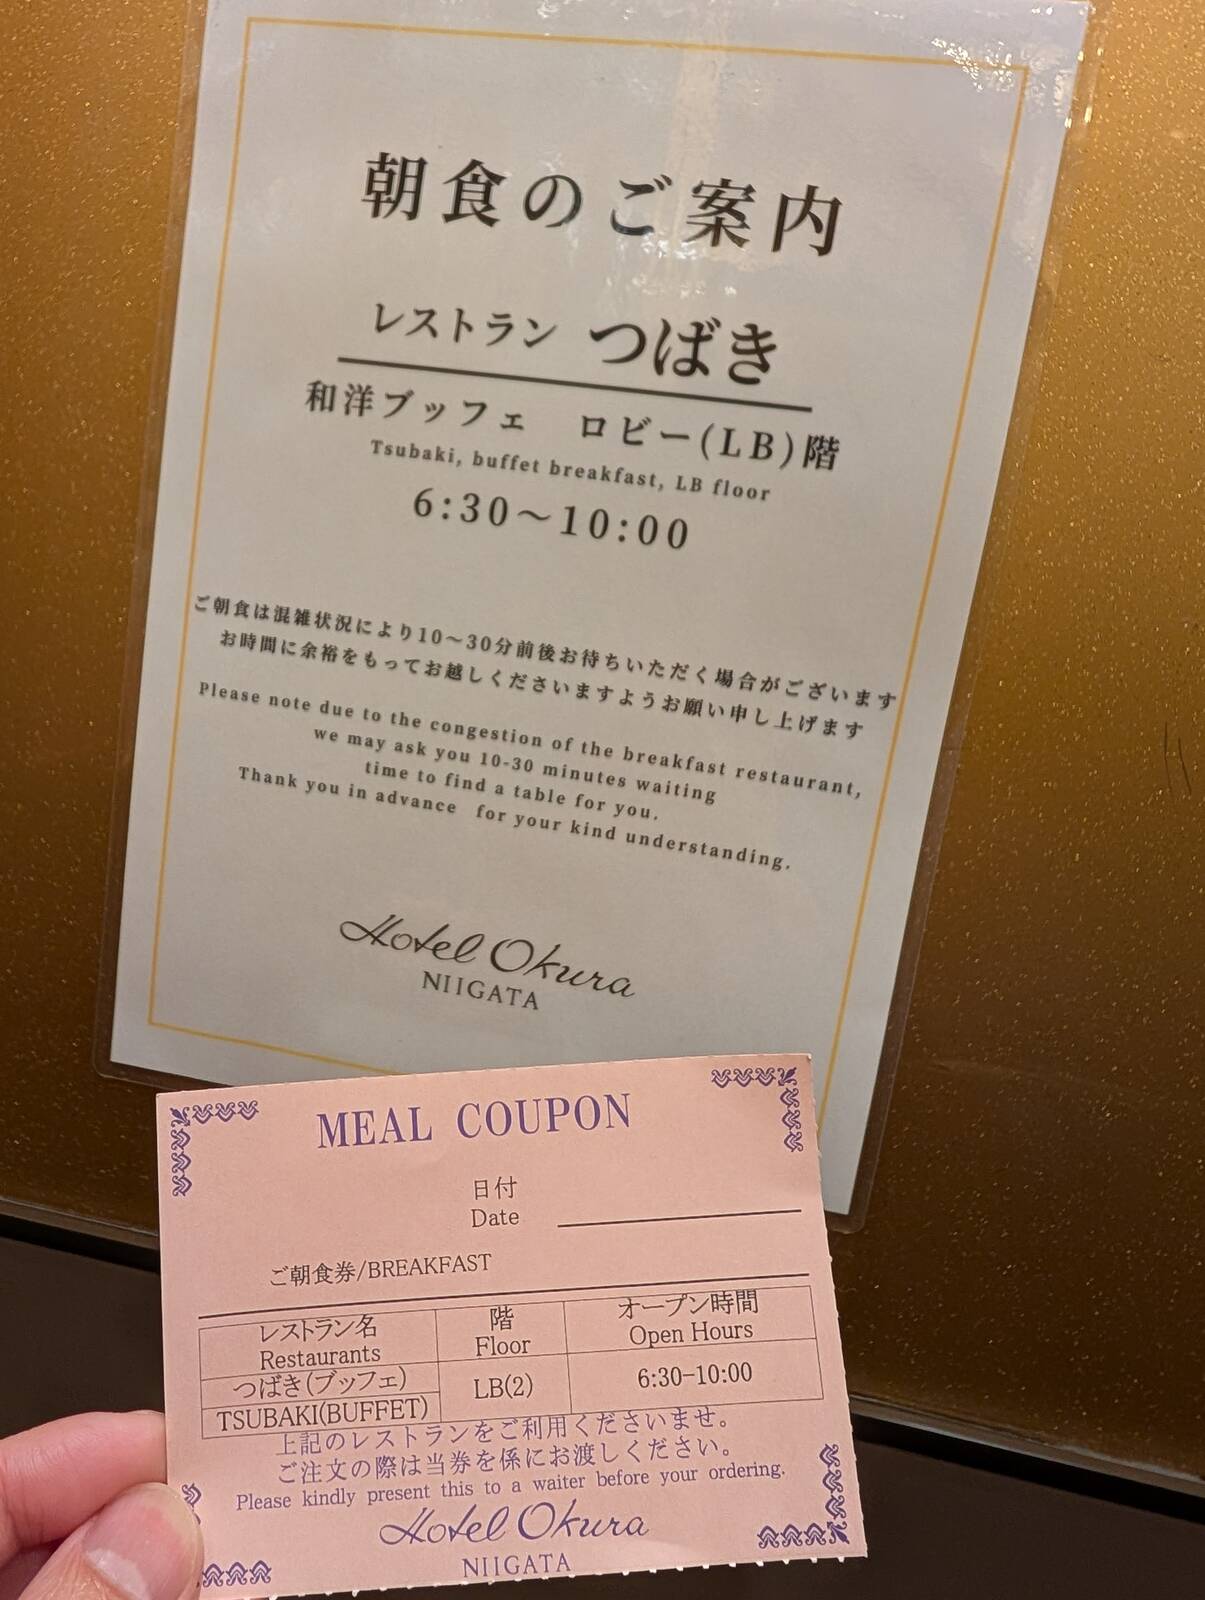 朝食のご案内
レストラン つばき
和洋ブッフェ ロビー(LB)階
Tsubaki, buffet breakfast, LB floor
6:30～10:00
ご朝食は混雑状況により10～30分前後お待ちいただく場合がございます
お時間に余裕をもってお越しくださいますようお願い申し上げます
Please note due to the congestion of the breakfast restaurant,
we may ask you 10-30 minutes waiting
time to find a table for you.
Thank you in advance for your kind understanding.
Hotel Okura
NIIGATA
MEAL COUPON
日付
Date
ご朝食券/BREAKFAST
レストラン名 階 オープン時間
Restaurants Floor Open Hours
つばき(ブッフェ) LB(2) 6:30-10:00
TSUBAKI(BUFFET)
上記のレストランをご利用くださいませ。
ご注文の際は当券を係にお渡しください。
Please kindly present this to a waiter before your ordering.
Hotel Okura
NIIGATA